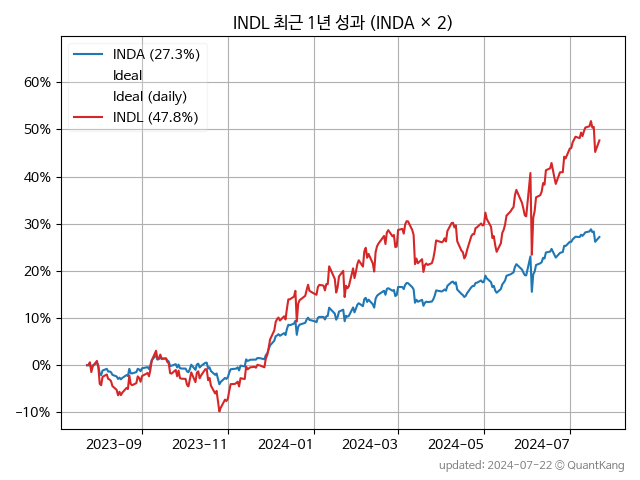 INDL 최근 1년 성과 (INDA × 2)
INDA (27.3%)
Ideal
Ideal (daily)
INDL (47.8%)
60%
50%
40%
30%
20%
10%
0%
−10%
2023-09 2023-11 2024-01 2024-03 2024-05 2024-07
updated: 2024-07-22 © QuantKang